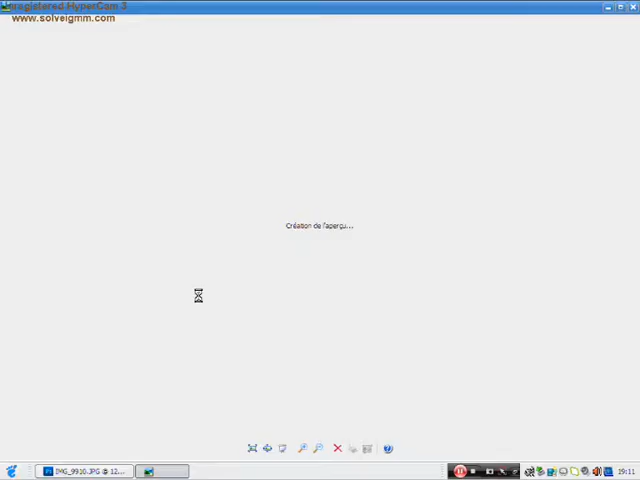 Unregistered HyperCam 3
www.solveigmm.com
Création de l'aperçu...
IMG_9910.JPG @ 12...
19:11